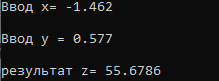 Ввод x= -1.462
Ввод y = 0.577
результат z= 55.6786